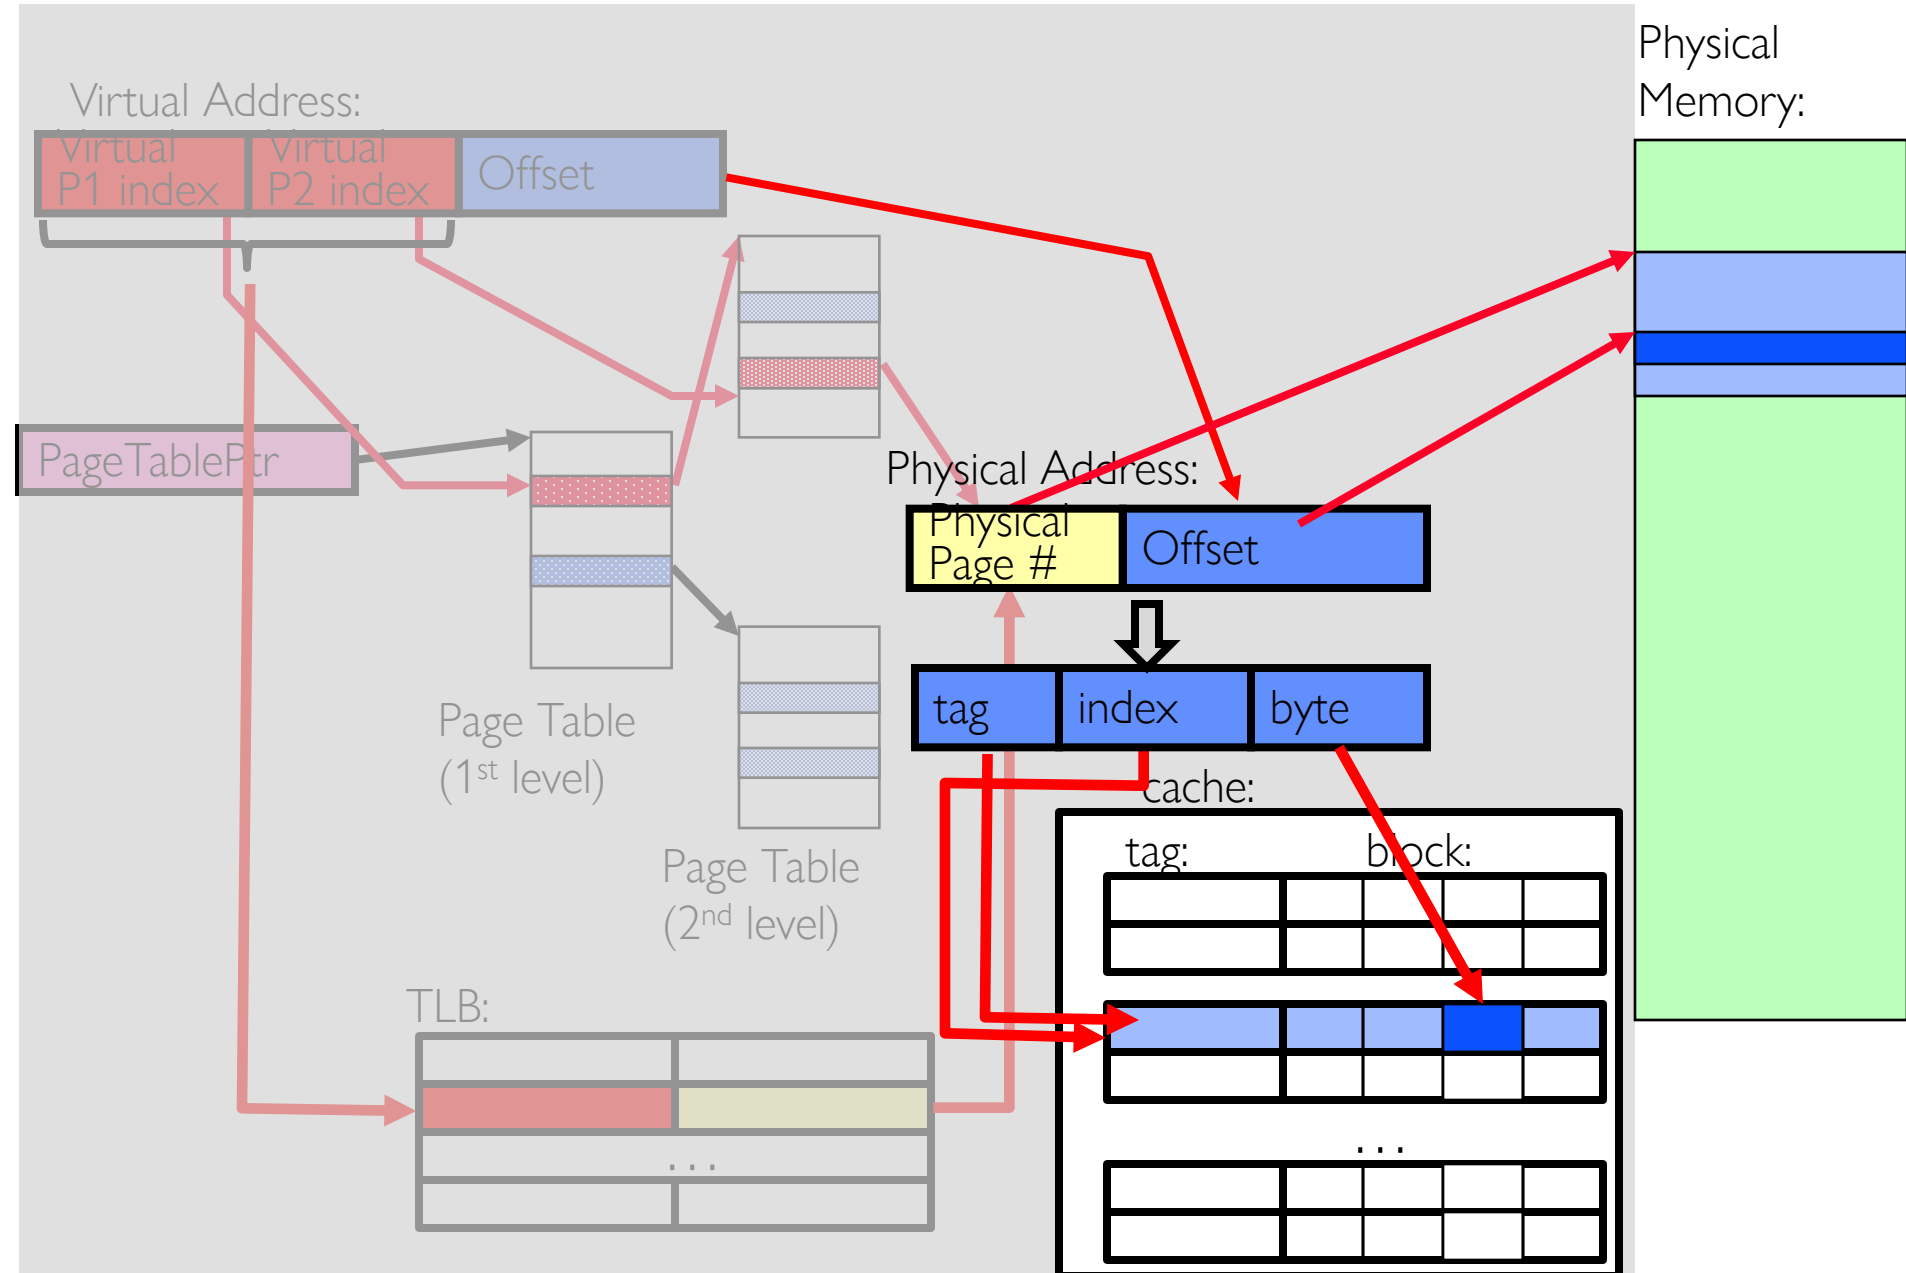 Physical
Memory:
Virtual Address:
Virtual
P1 index
Virtual
P2 index
Offset
PageTablePtr
Physical Address:
Physical
Page #
Offset
tag
index
byte
Page Table
(1st level)
cache:
tag:
block:
Page Table
(2nd level)
TLB:
...
...